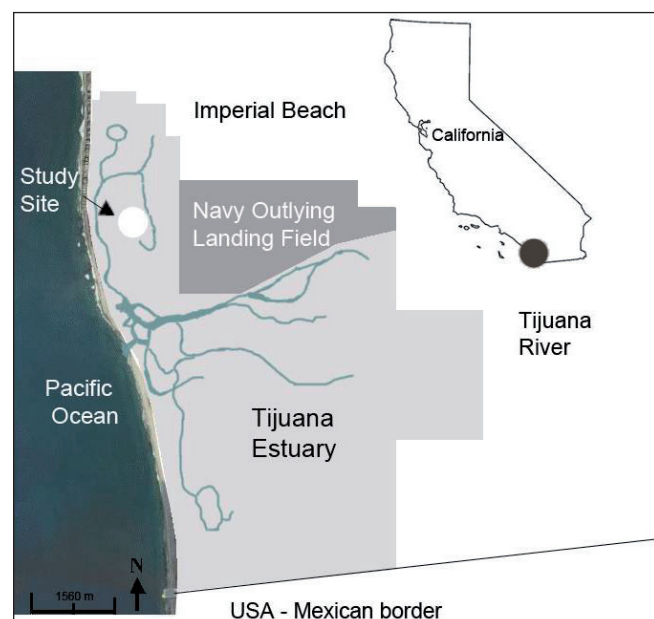 Imperial Beach
California
Study
Site
Navy Outlying
Landing Field
Tijuana
River
Pacific
Ocean
Tijuana
Estuary
N
1560 m
USA - Mexican border